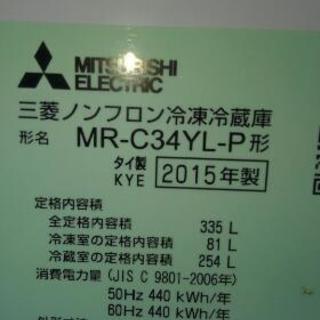 MITSUBISHI
ELECTRIC
三菱ノンフロン冷凍冷蔵庫
形名 MR-C34YL-P形
タイ製 2015年製
KYE
定格内容積
全定格内容積 335 L
冷凍室の定格内容積 81 L
冷蔵室の定格内容積 254 L
消費電力量 (JIS C 9801-2006年)
50Hz 440 kWh/年
60Hz 440 kWh/年